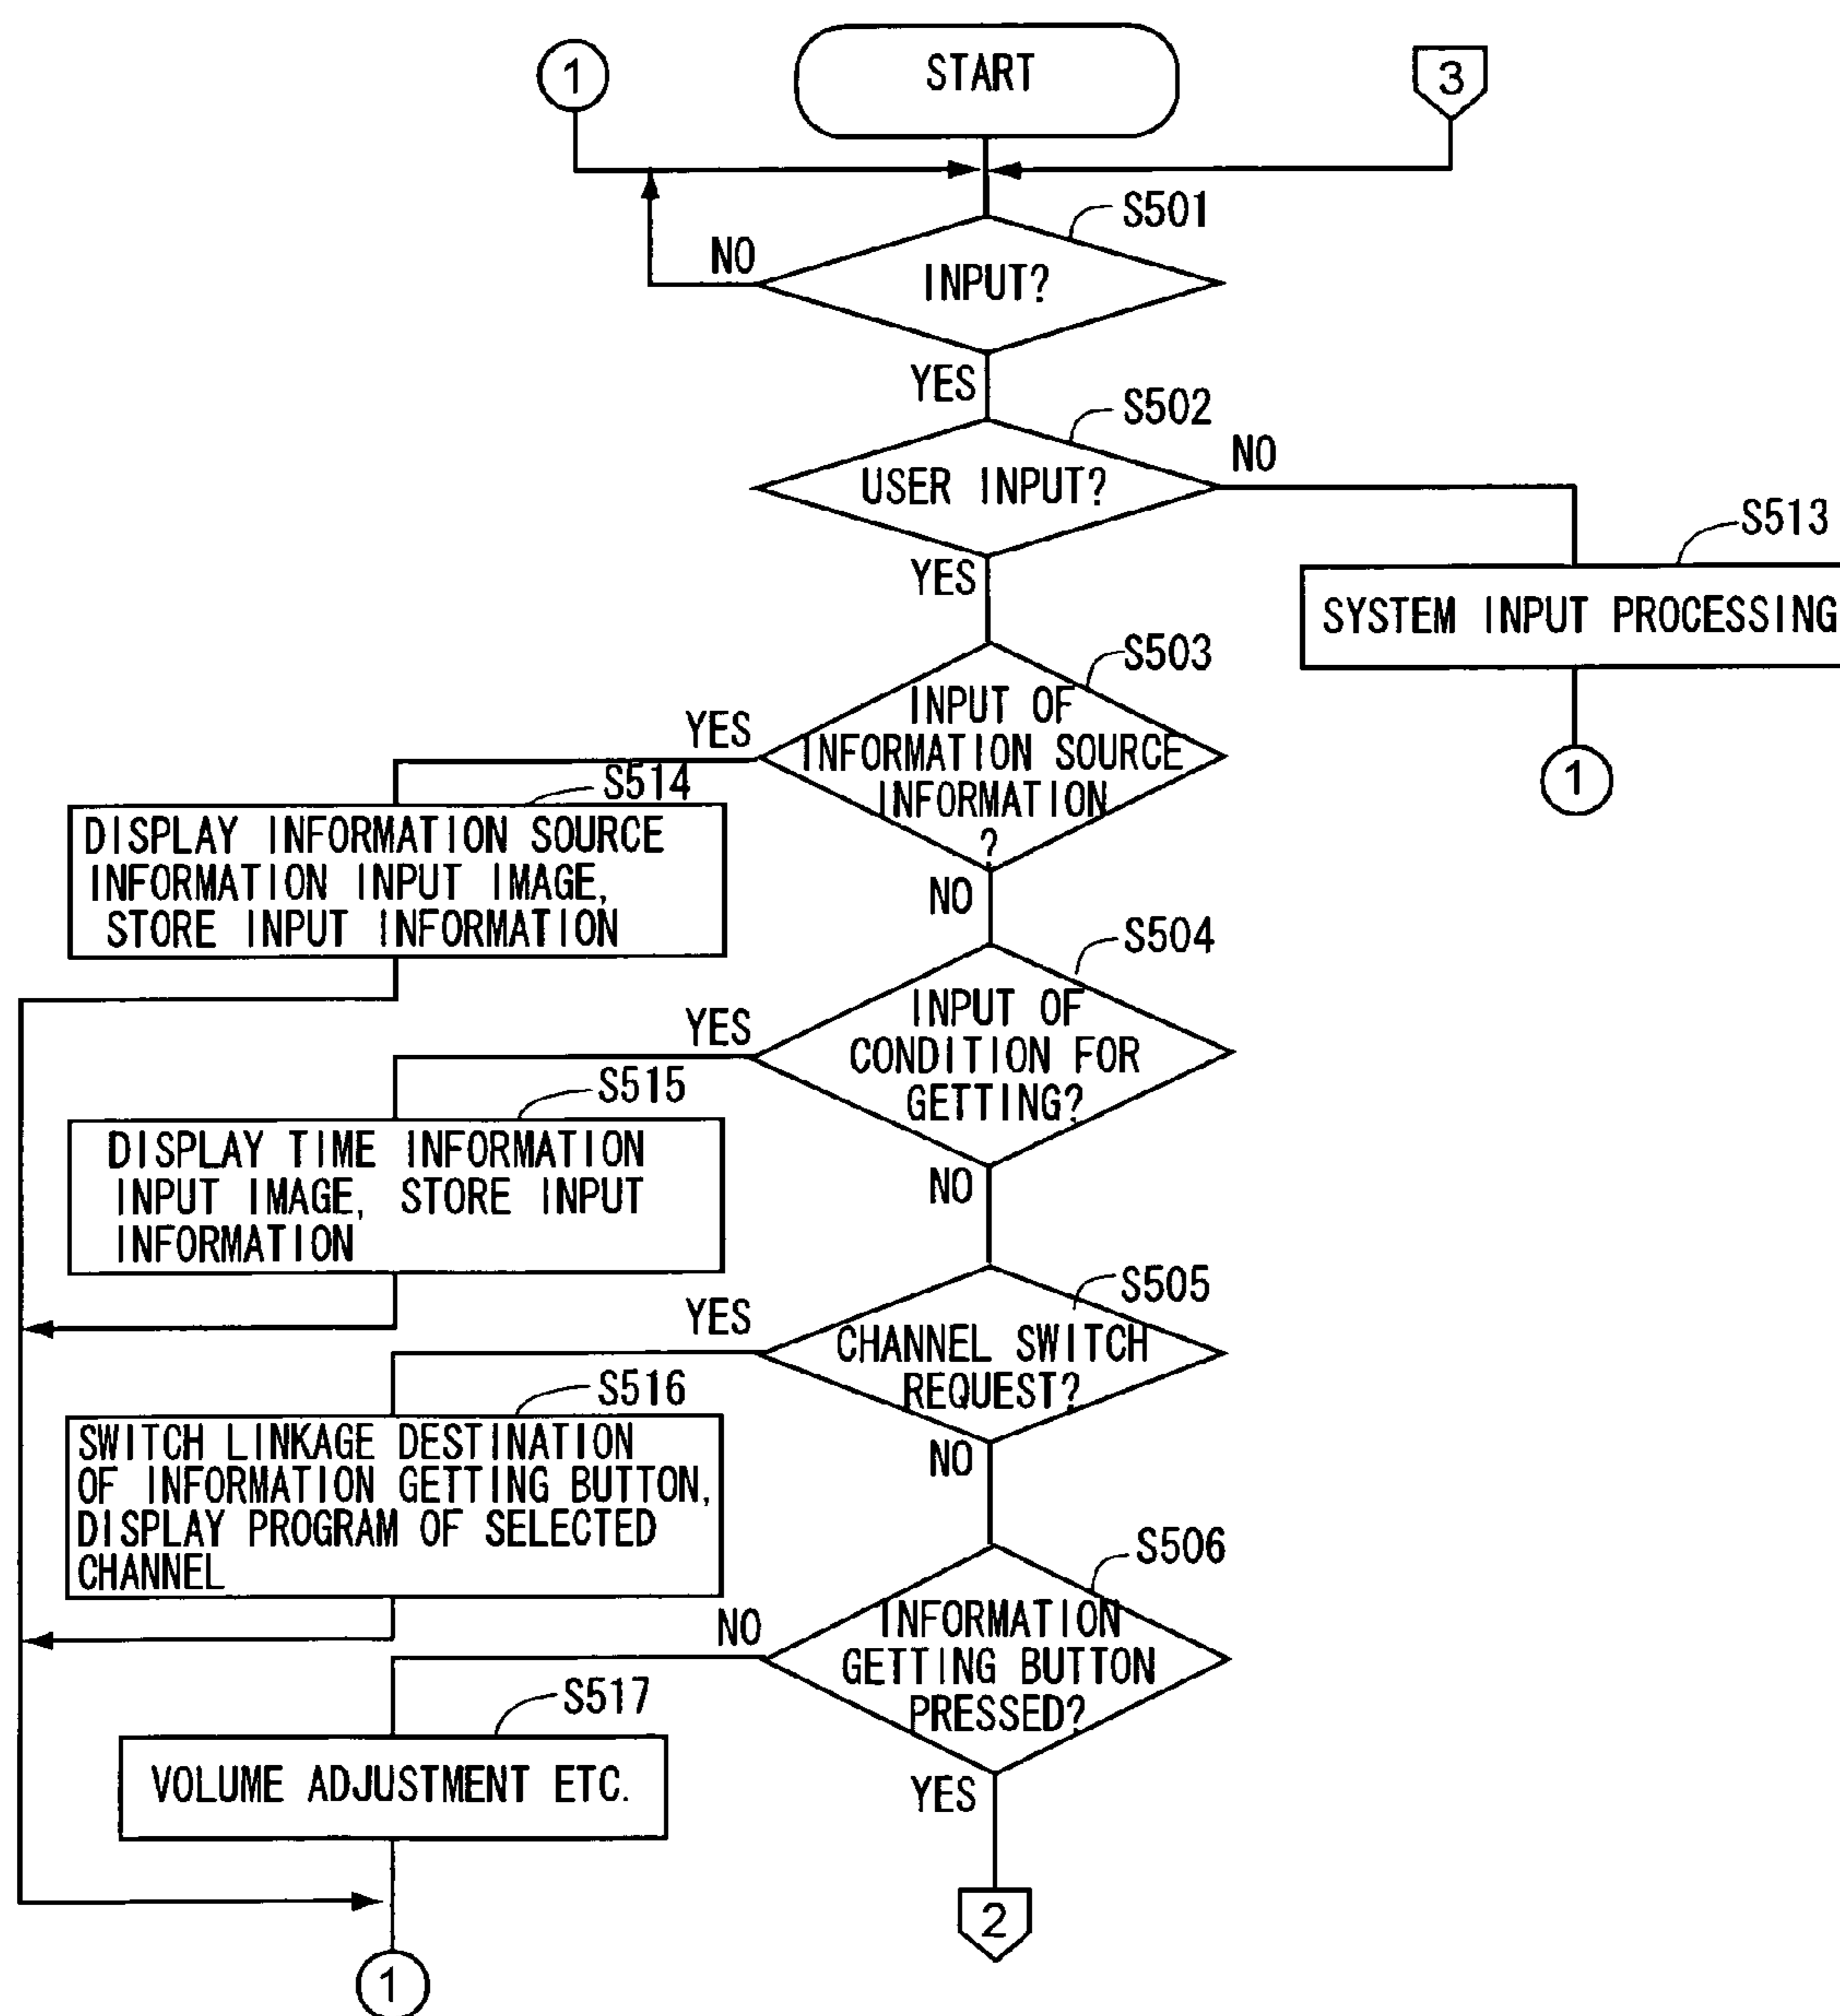 1
START
3
S501
NO
INPUT?
YES
S502
NO
USER INPUT?
S513
YES
SYSTEM INPUT PROCESSING
S503
INPUT OF
YES
INFORMATION SOURCE
INFORMATION
?
1
S514
DISPLAY INFORMATION SOURCE
INFORMATION INPUT IMAGE,
STORE INPUT INFORMATION
NO
S504
INPUT OF
YES
CONDITION FOR
GETTING?
S515
DISPLAY TIME INFORMATION
INPUT IMAGE, STORE INPUT
INFORMATION
NO
S505
YES
CHANNEL SWITCH
REQUEST?
S516
SWITCH LINKAGE DESTINATION
OF INFORMATION GETTING BUTTON,
DISPLAY PROGRAM OF SELECTED
CHANNEL
NO
S506
INFORMATION
NO
GETTING BUTTON
PRESSED?
S517
VOLUME ADJUSTMENT ETC.
YES
2
1